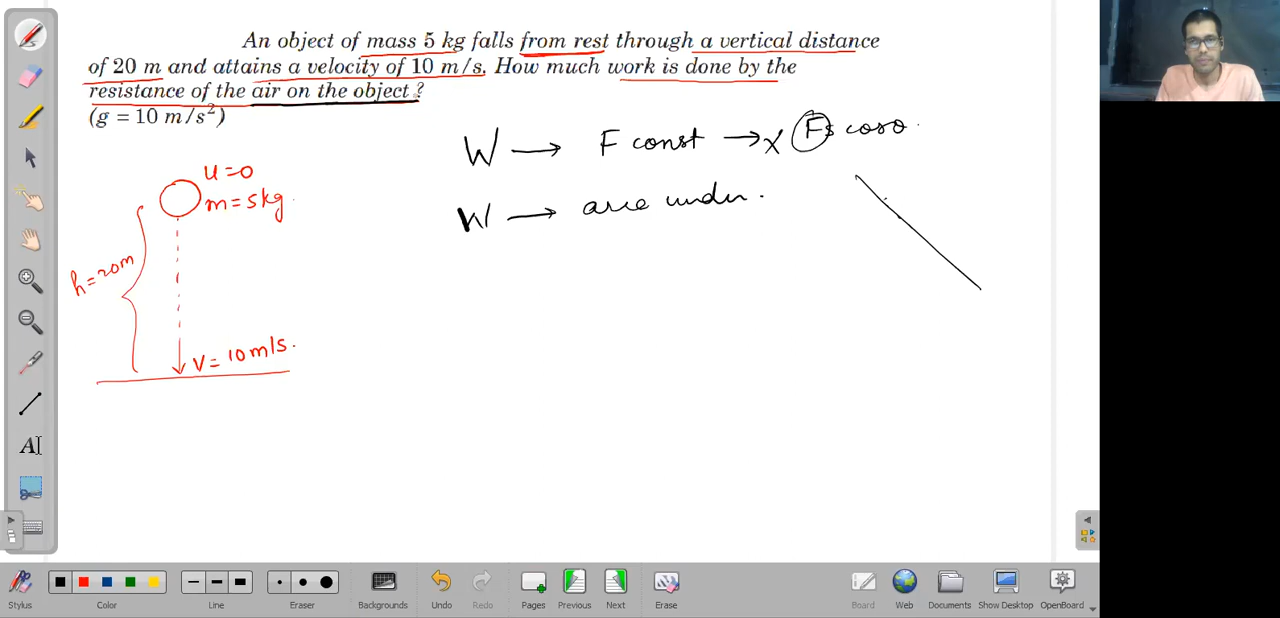 An object of mass 5 kg falls from rest through a vertical distance
of 20 m and attains a velocity of 10 m/s. How much work is done by the
resistance of the air on the object ?
(g = 10 m/s²)
W → F const → x Fs cosθ.
W → area under.
u=0
m=5kg.
h=20m
v=10m/s.
A
Stylus
Color
Line
Eraser
Backgrounds
Undo
Redo
Pages
Previous
Next
Erase
Board
Web
Documents
Show Desktop
OpenBoard